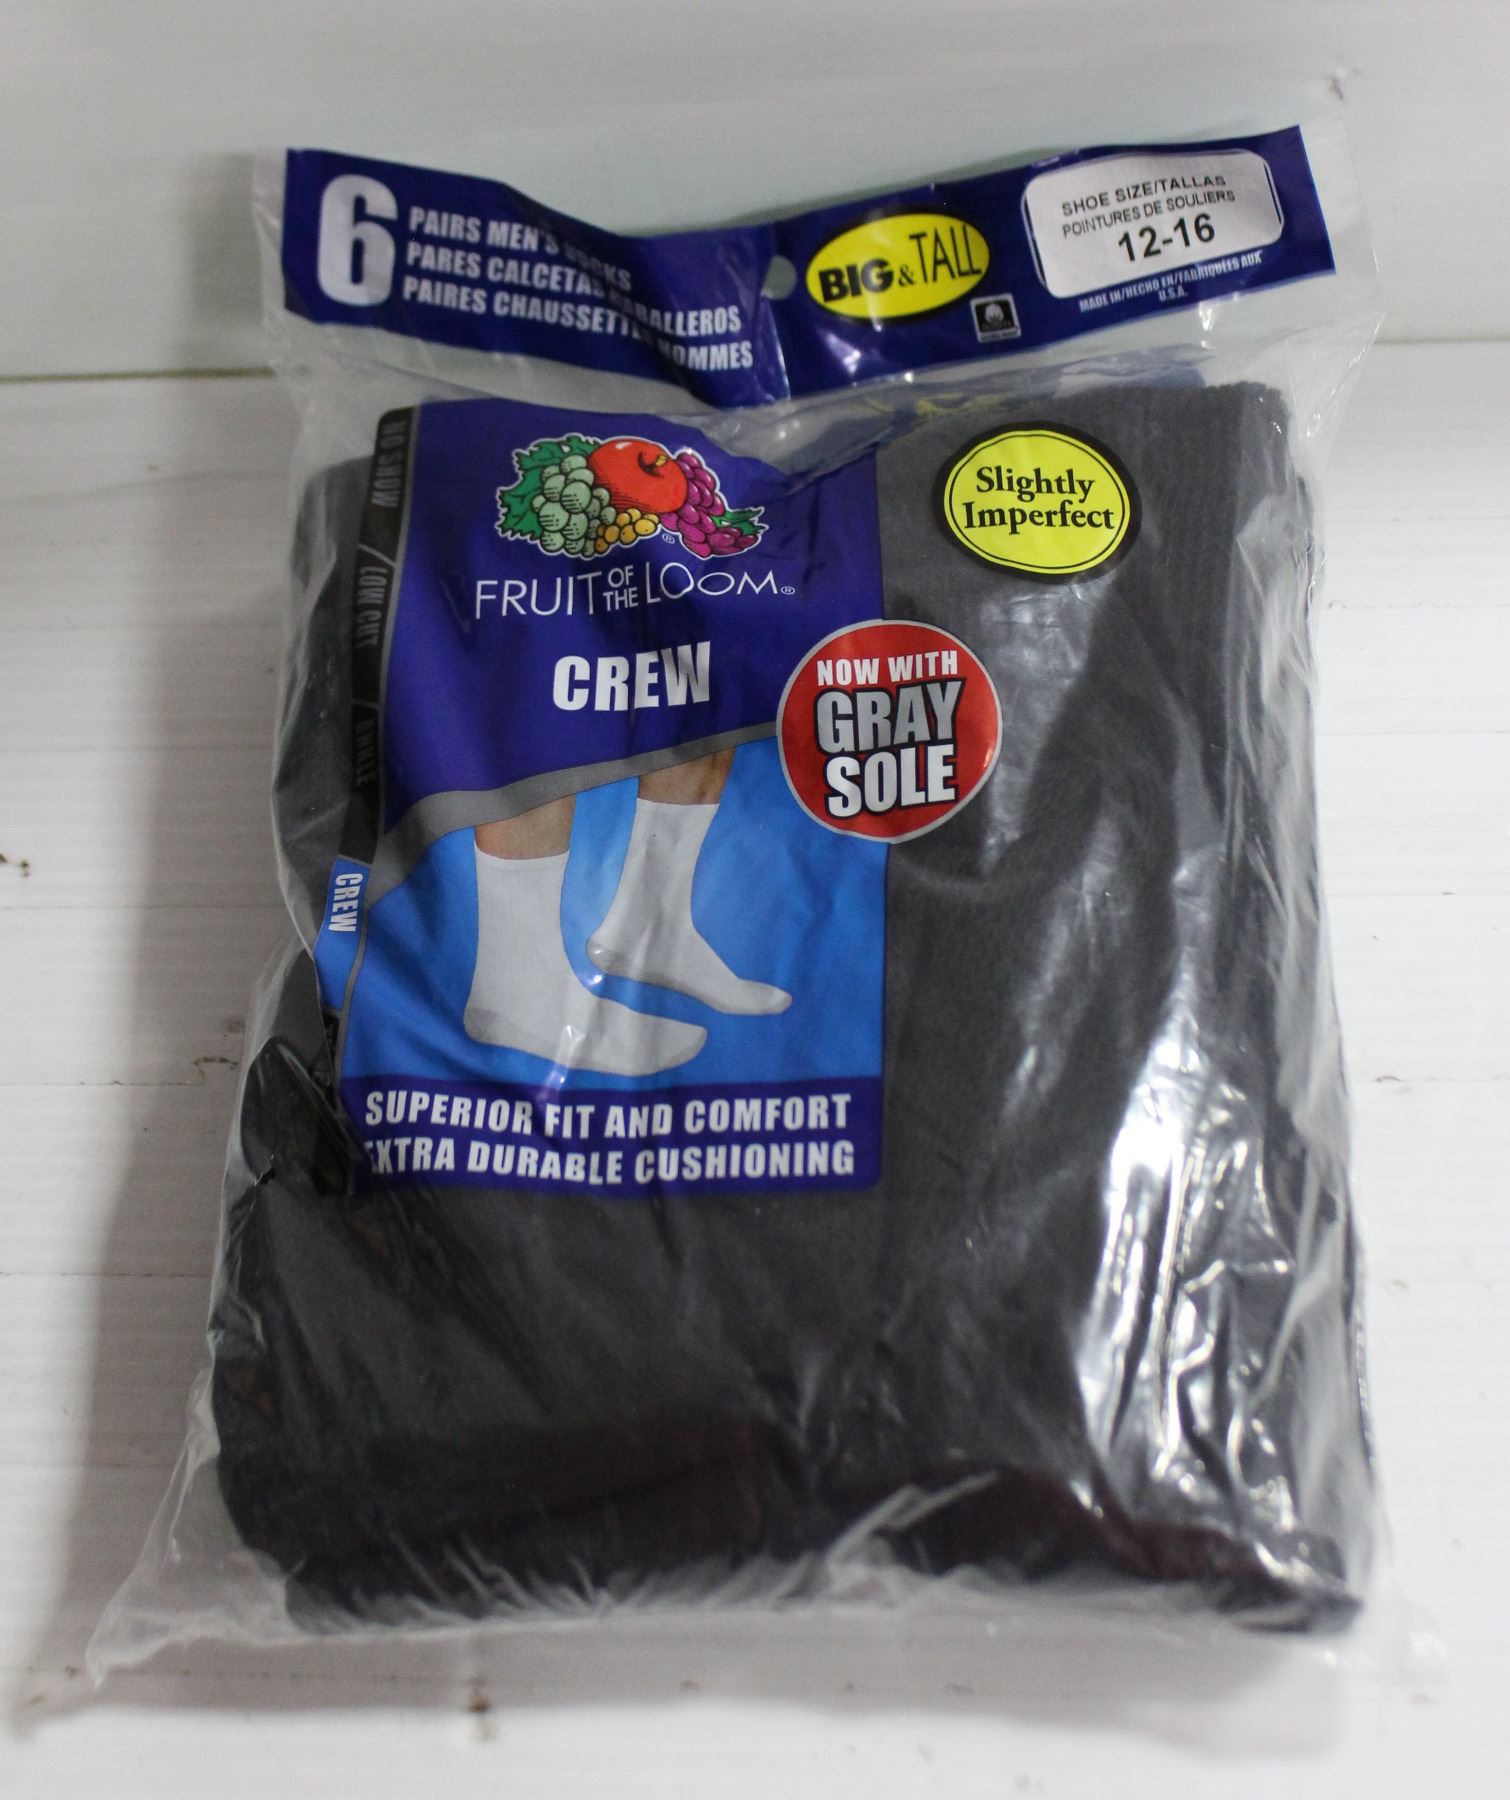 6
PAIRS MEN'S SOCKS
PARES CALCETAS CABALLEROS
PAIRES CHAUSSETTES HOMMES
BIG & TALL
SHOE SIZE/TALLAS
POINTURES DE SOULIERS
12-16
MADE IN/HECHO EN/FABRIQUÉES AUX
U.S.A.
NO SHOW / LOW CUT / ANKLE
CREW
FRUIT OF THE LOOM®
CREW
Slightly
Imperfect
NOW WITH
GRAY
SOLE
SUPERIOR FIT AND COMFORT
EXTRA DURABLE CUSHIONING